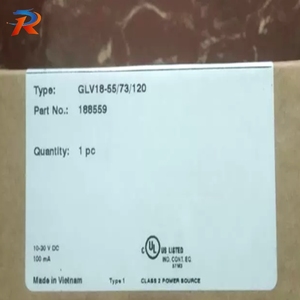 R
Type: GLV18-55/73/120
Part No.: 188559
Quantity: 1 pc
10-30 V DC
100 mA
C UL US LISTED
IND. CONT. EQ.
Made in Vietnam Type 1 CLASS 2 POWER SOURCE